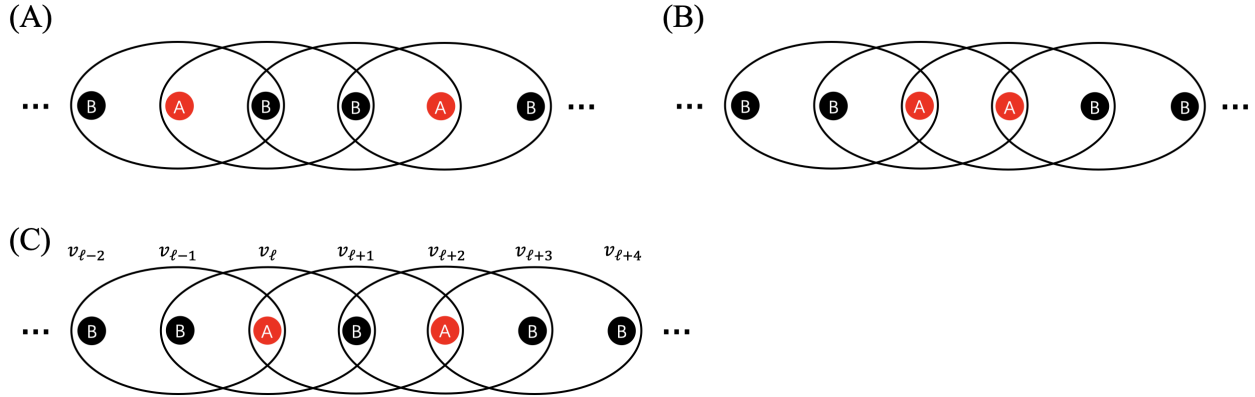 (A)
(B)
··· B A B B A B ···
··· B B A A B B ···
(C)
v_{ℓ−2} v_{ℓ−1} v_ℓ v_{ℓ+1} v_{ℓ+2} v_{ℓ+3} v_{ℓ+4}
··· B B A B A B B ···